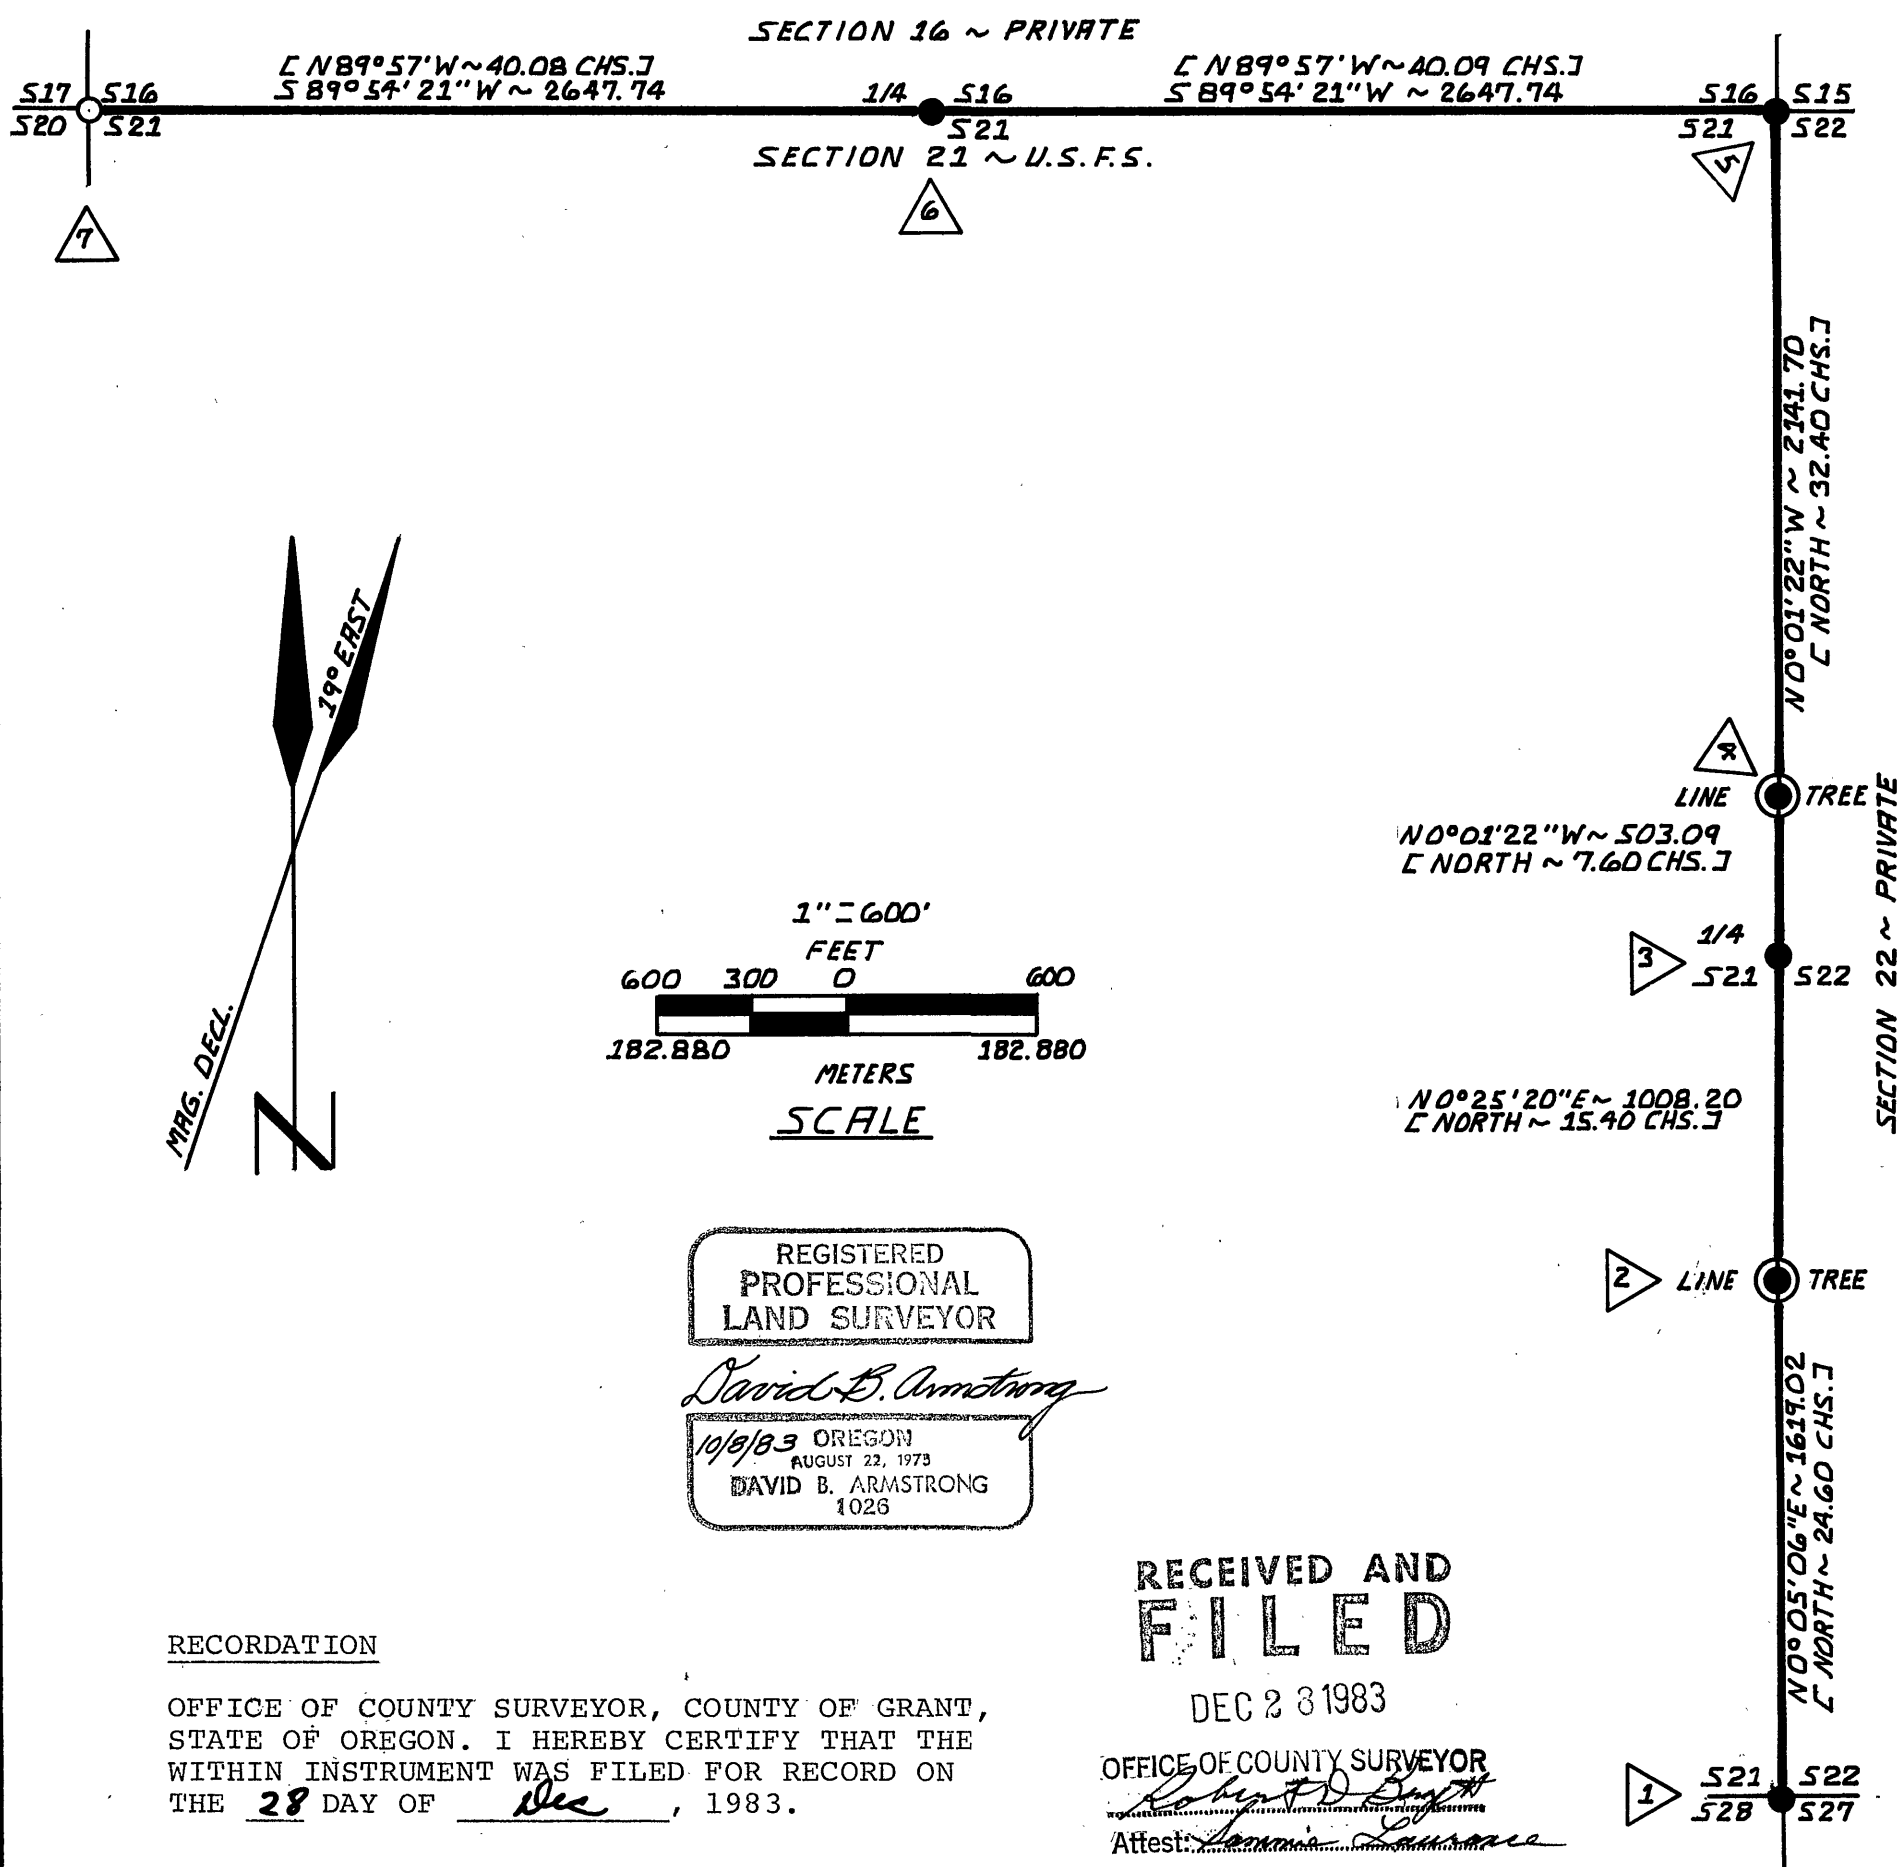 SECTION 16 ~ PRIVATE
[ N89°57'W~40.08 CHS.]
S 89°54'21"W ~ 2647.74
[ N89°57'W~40.09 CHS.]
S 89°54'21"W ~ 2647.74
S17 S16
S20 S21
1/4 S16
S21
S16 S15
S21 S22
SECTION 21 ~ U.S.F.S.
7
6
5
N0°01'22"W ~ 2141.70
[ NORTH ~ 32.40 CHS.]
19° EAST
MAG. DECL.
N
4
LINE TREE
N0°01'22"W~ 503.09
[ NORTH ~ 7.60 CHS.]
SECTION 22 ~ PRIVATE
3
1/4
S21 S22
1"=600'
FEET
600 300 0 600
182.880 182.880
METERS
SCALE
N0°25'20"E~ 1008.20
[ NORTH~ 15.40 CHS.]
2 LINE TREE
REGISTERED
PROFESSIONAL
LAND SURVEYOR
David B. Armstrong
10/8/83 OREGON
AUGUST 22, 1973
DAVID B. ARMSTRONG
1026
N0°05'06"E~ 1619.02
[ NORTH~ 24.60 CHS.]
RECEIVED AND
FILED
DEC 28 1983
OFFICE OF COUNTY SURVEYOR
Robert D
Attest: Sammie Laurance
RECORDATION
OFFICE OF COUNTY SURVEYOR, COUNTY OF GRANT,
STATE OF OREGON. I HEREBY CERTIFY THAT THE
WITHIN INSTRUMENT WAS FILED FOR RECORD ON
THE 28 DAY OF Dec, 1983.
1
S21 S22
S28 S27